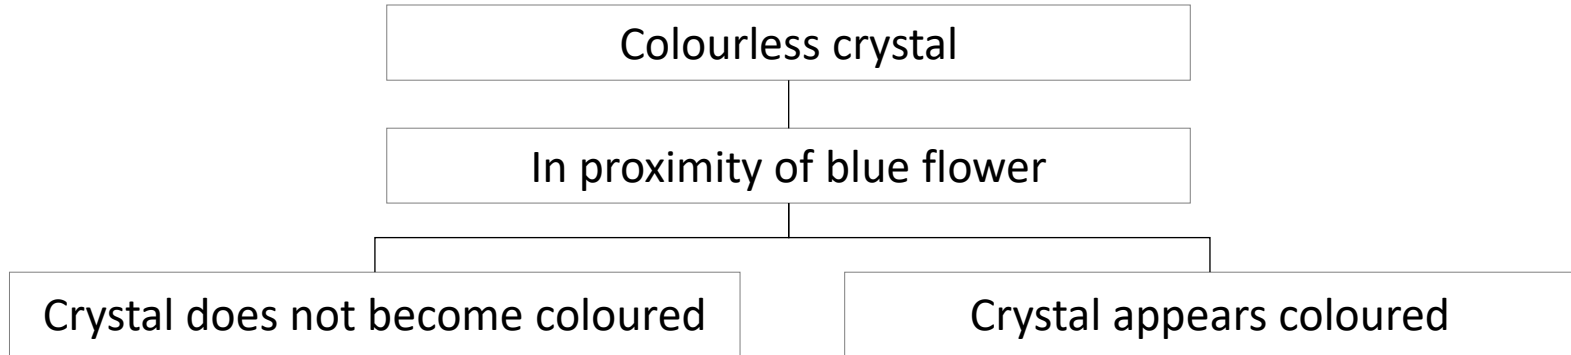 Colourless crystal
In proximity of blue flower
Crystal does not become coloured
Crystal appears coloured